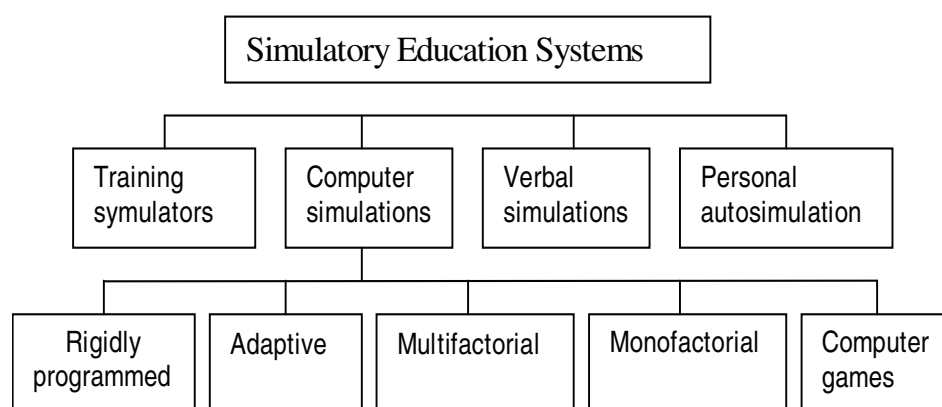 Simulatory Education Systems
Training
symulators
Computer
simulations
Verbal
simulations
Personal
autosimulation
Rigidly
programmed
Adaptive
Multifactorial
Monofactorial
Computer
games